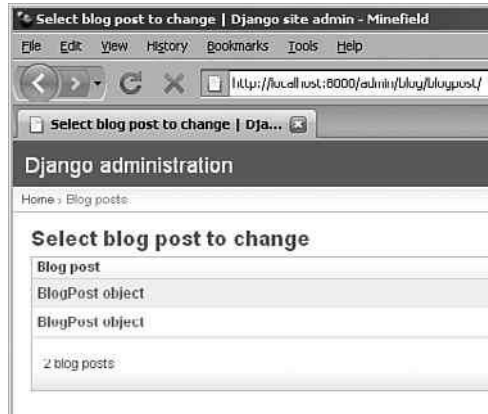 Select blog post to change | Django site admin - Minefield
File Edit View History Bookmarks Tools Help
http://localhost:8000/admin/blog/blogpost/
Select blog post to change | Dja...
Django administration
Home › Blog posts
Select blog post to change
Blog post
BlogPost object
BlogPost object
2 blog posts